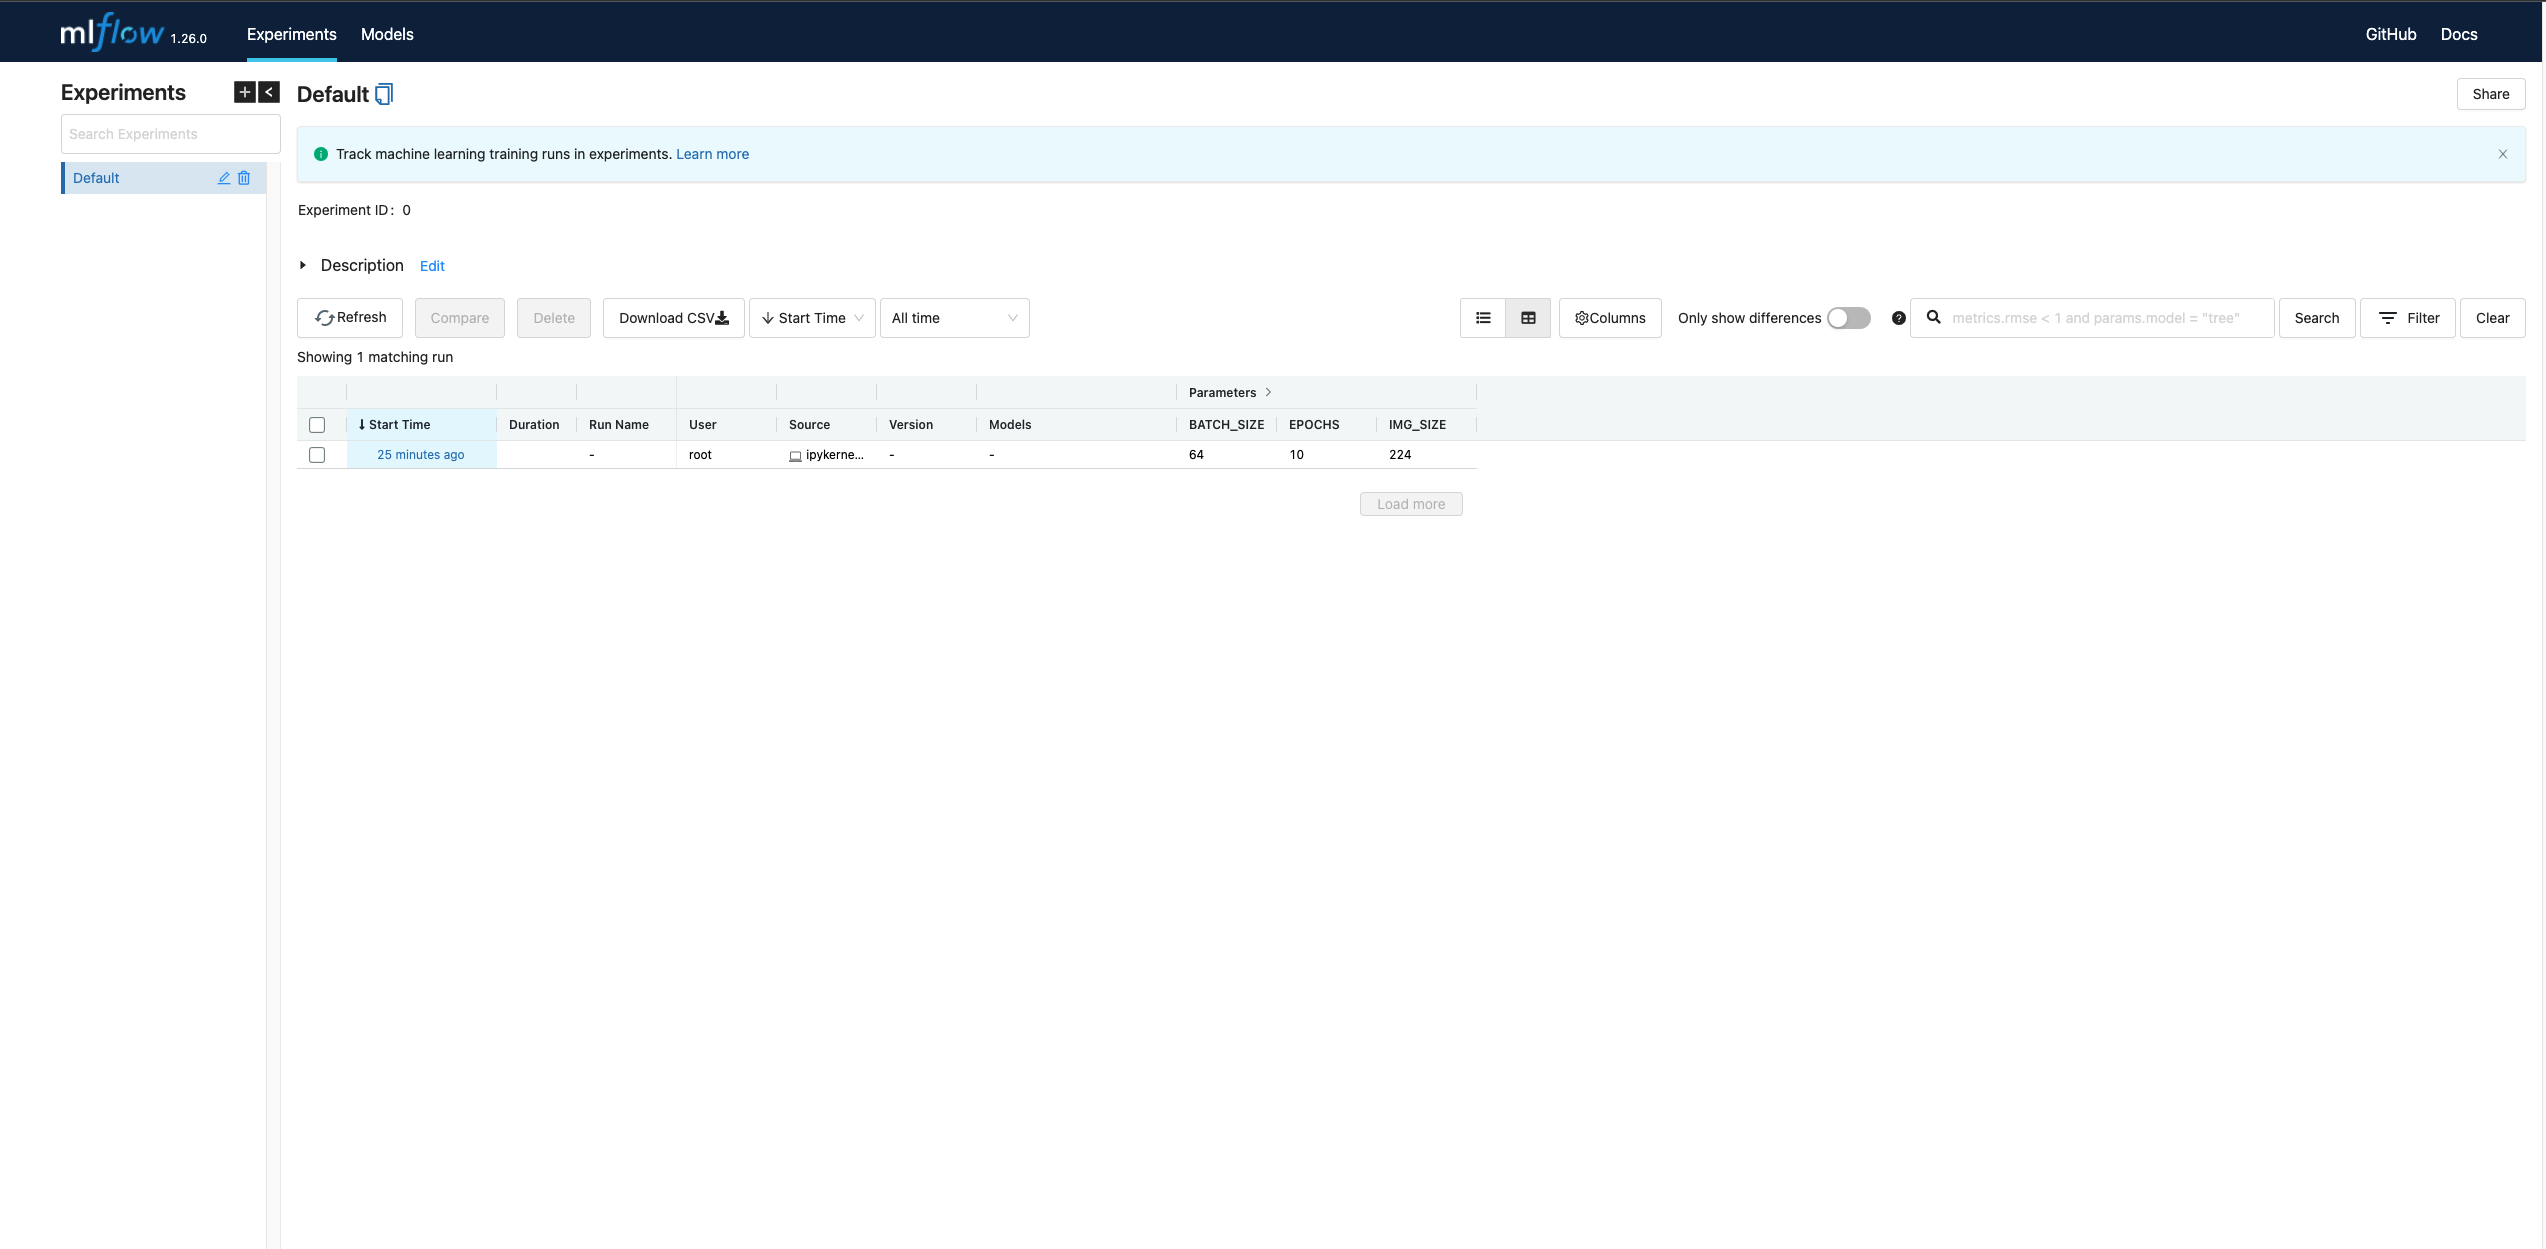 mlflow 1.26.0 Experiments Models GitHub Docs
Experiments
Search Experiments
Default
Default
Share
Track machine learning training runs in experiments. Learn more
Experiment ID: 0
Description Edit
Refresh Compare Delete Download CSV Start Time All time Columns Only show differences metrics.rmse < 1 and params.model = "tree" Search Filter Clear
Showing 1 matching run
Parameters
Start Time Duration Run Name User Source Version Models BATCH_SIZE EPOCHS IMG_SIZE
25 minutes ago - root ipykerne... - - 64 10 224
Load more